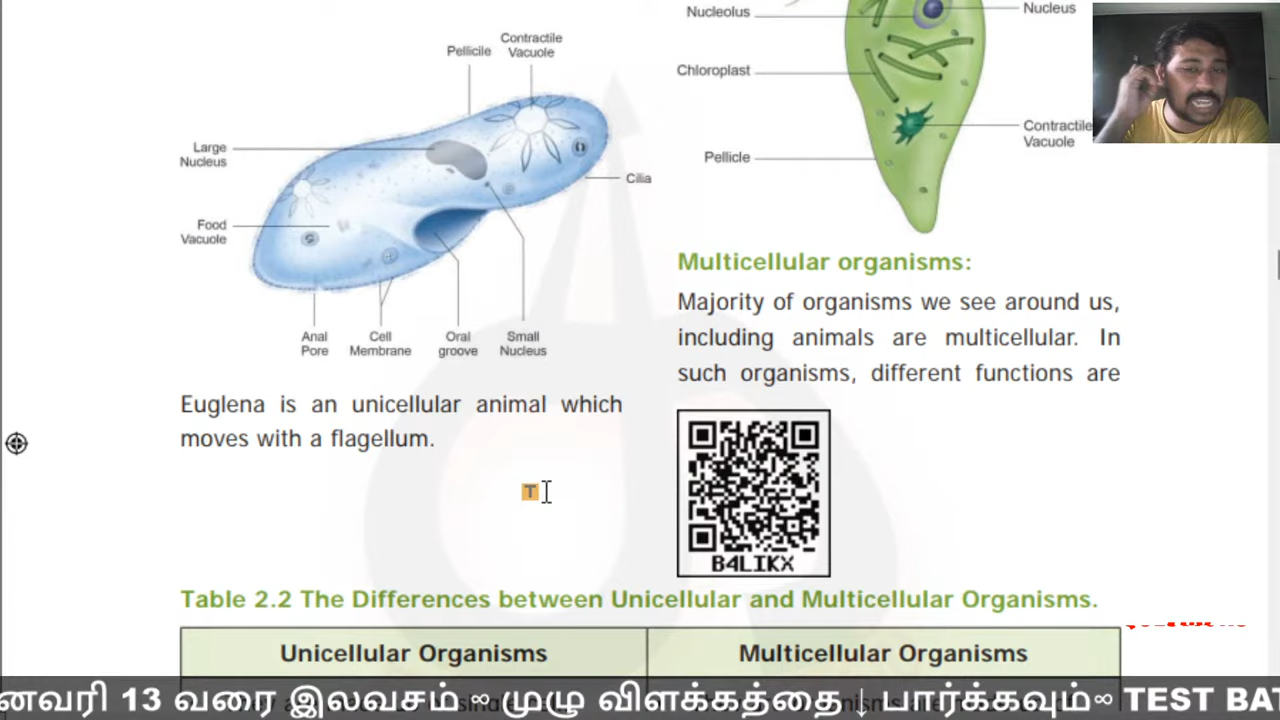 Contractile
Vacuole
Pellicile
Large
Nucleus
Cilia
Food
Vacuole
Anal
Pore
Cell
Membrane
Oral
groove
Small
Nucleus
Euglena is an unicellular animal which
moves with a flagellum.
T
Nucleolus
Nucleus
Chloroplast
Contractile
Vacuole
Pellicle
Multicellular organisms:
Majority of organisms we see around us,
including animals are multicellular. In
such organisms, different functions are
B4LIKX
Table 2.2 The Differences between Unicellular and Multicellular Organisms.
Unicellular Organisms
Multicellular Organisms
னவரி 13 வரை இலவசம் ∞ முழு விளக்கத்தை ↓ பார்க்கவும்∞ TEST BAT